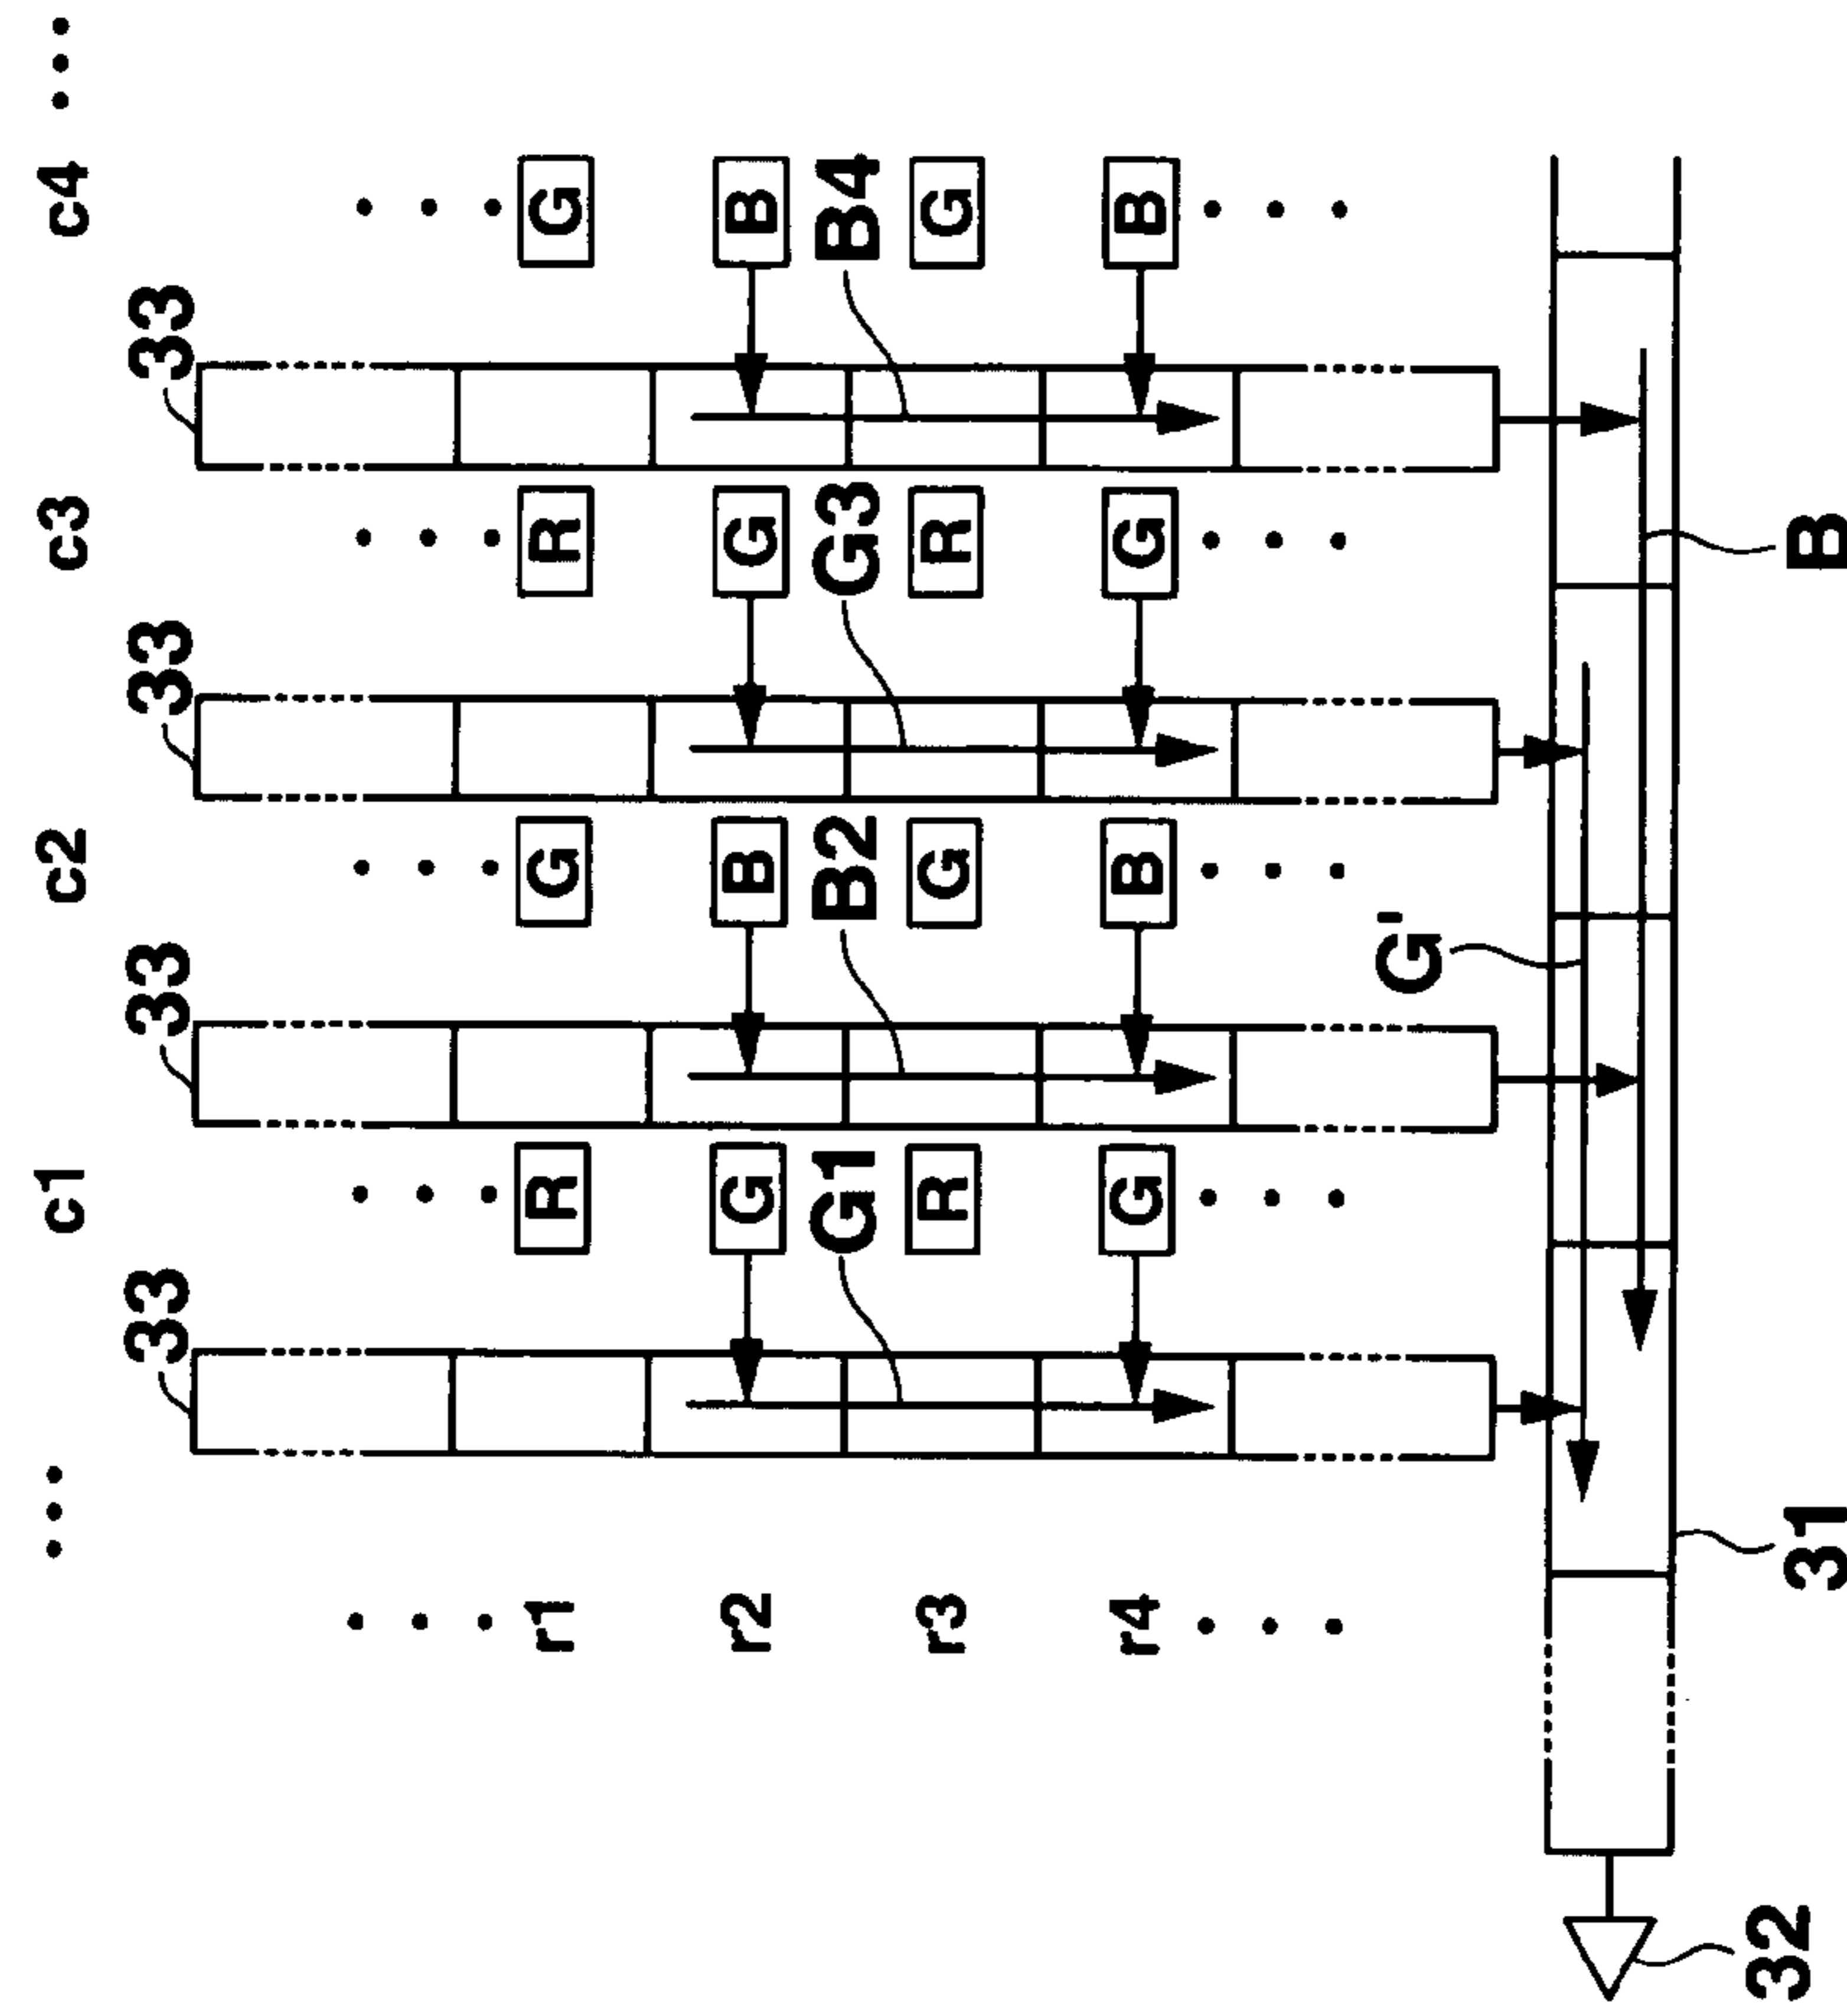 ••• c1 c2 c3 c4 •••
33 33 33 33
r1 R G R G
r2 G B G B
G1 B2 G3 B4
r3 R G R G
r4 G B G B
G'
32 31 B